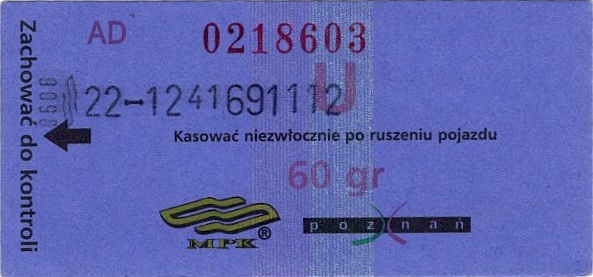 AD
0218603
U
22-1241691112
Kasować niezwłocznie po ruszeniu pojazdu
60 gr
MPK®
poznań
Zachować do kontroli